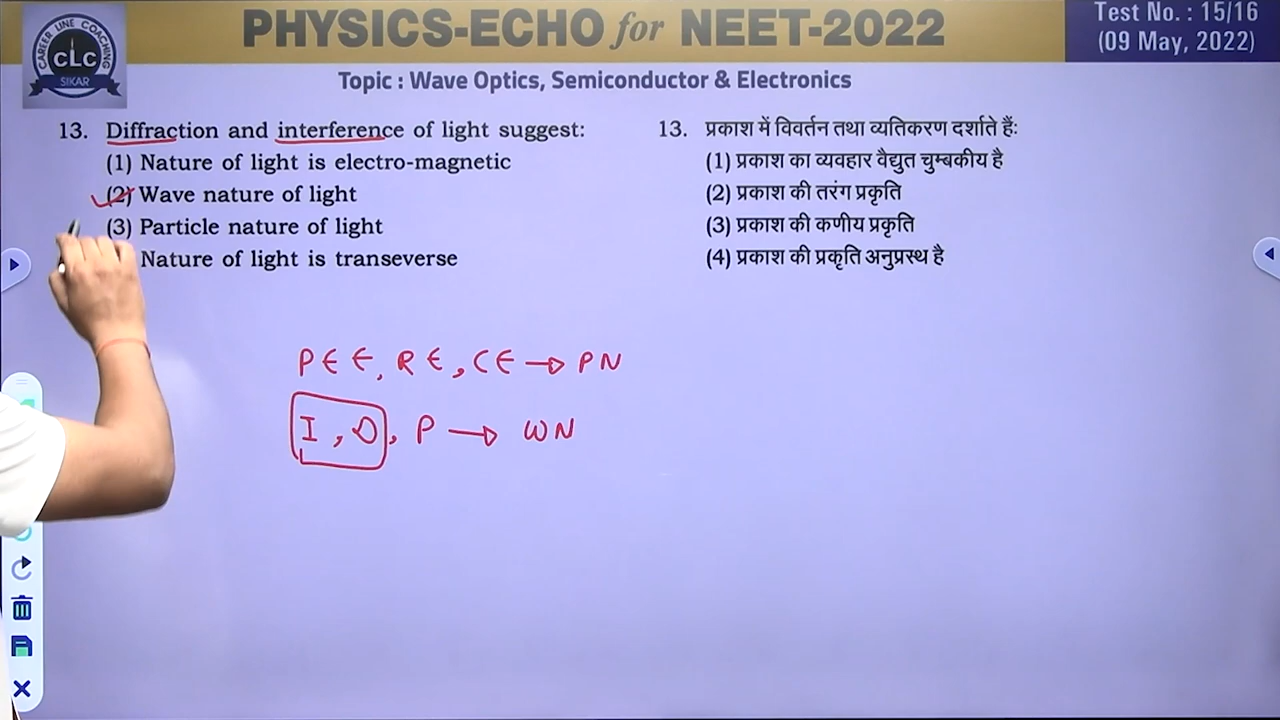 PHYSICS-ECHO for NEET-2022
Test No. : 15/16
(09 May, 2022)
CAREER LINE COACHING
CLC
SIKAR
Topic : Wave Optics, Semiconductor & Electronics
13. Diffraction and interference of light suggest:
(1) Nature of light is electro-magnetic
(2) Wave nature of light
(3) Particle nature of light
Nature of light is transeverse
13. प्रकाश में विवर्तन तथा व्यतिकरण दर्शाते हैं:
(1) प्रकाश का व्यवहार वैद्युत चुम्बकीय है
(2) प्रकाश की तरंग प्रकृति
(3) प्रकाश की कणीय प्रकृति
(4) प्रकाश की प्रकृति अनुप्रस्थ है
PEE, RE, CE → PN
I, D, P → WN